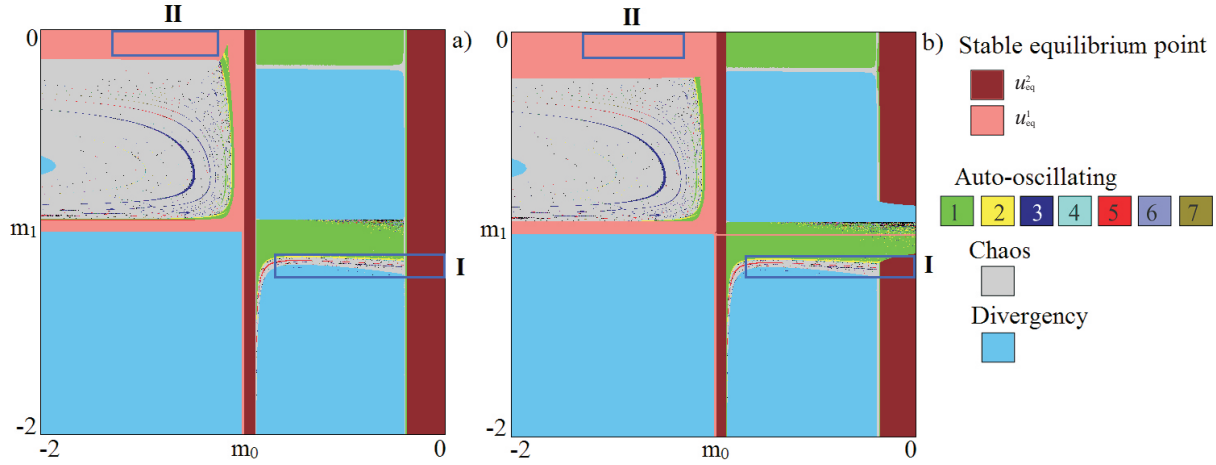 II
II
0
a)
0
b)
Stable equilibrium point
u²eq
u¹eq
Auto-oscillating
1 2 3 4 5 6 7
m₁
m₁
I
I
Chaos
Divergency
-2
-2
-2
m₀
0
-2
m₀
0